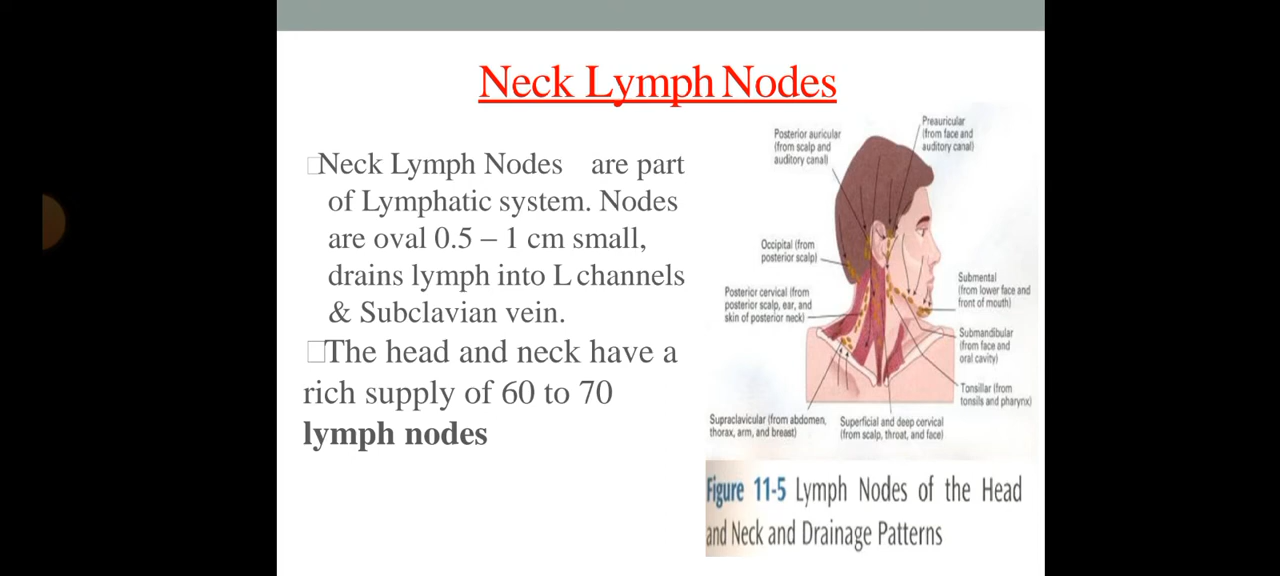 Neck Lymph Nodes
Neck Lymph Nodes are part
of Lymphatic system. Nodes
are oval 0.5 – 1 cm small,
drains lymph into L channels
& Subclavian vein.
The head and neck have a
rich supply of 60 to 70
lymph nodes
Posterior auricular
(from scalp and
auditory canal)
Preauricular
(from face and
auditory canal)
Occipital (from
posterior scalp)
Posterior cervical (from
posterior scalp, ear, and
skin of posterior neck)
Submental
(from lower face and
front of mouth)
Submandibular
(from face and
oral cavity)
Tonsillar (from
tonsils and pharynx)
Supraclavicular (from abdomen,
thorax, arm, and breast)
Superficial and deep cervical
(from scalp, throat, and face)
Figure 11-5 Lymph Nodes of the Head
and Neck and Drainage Patterns